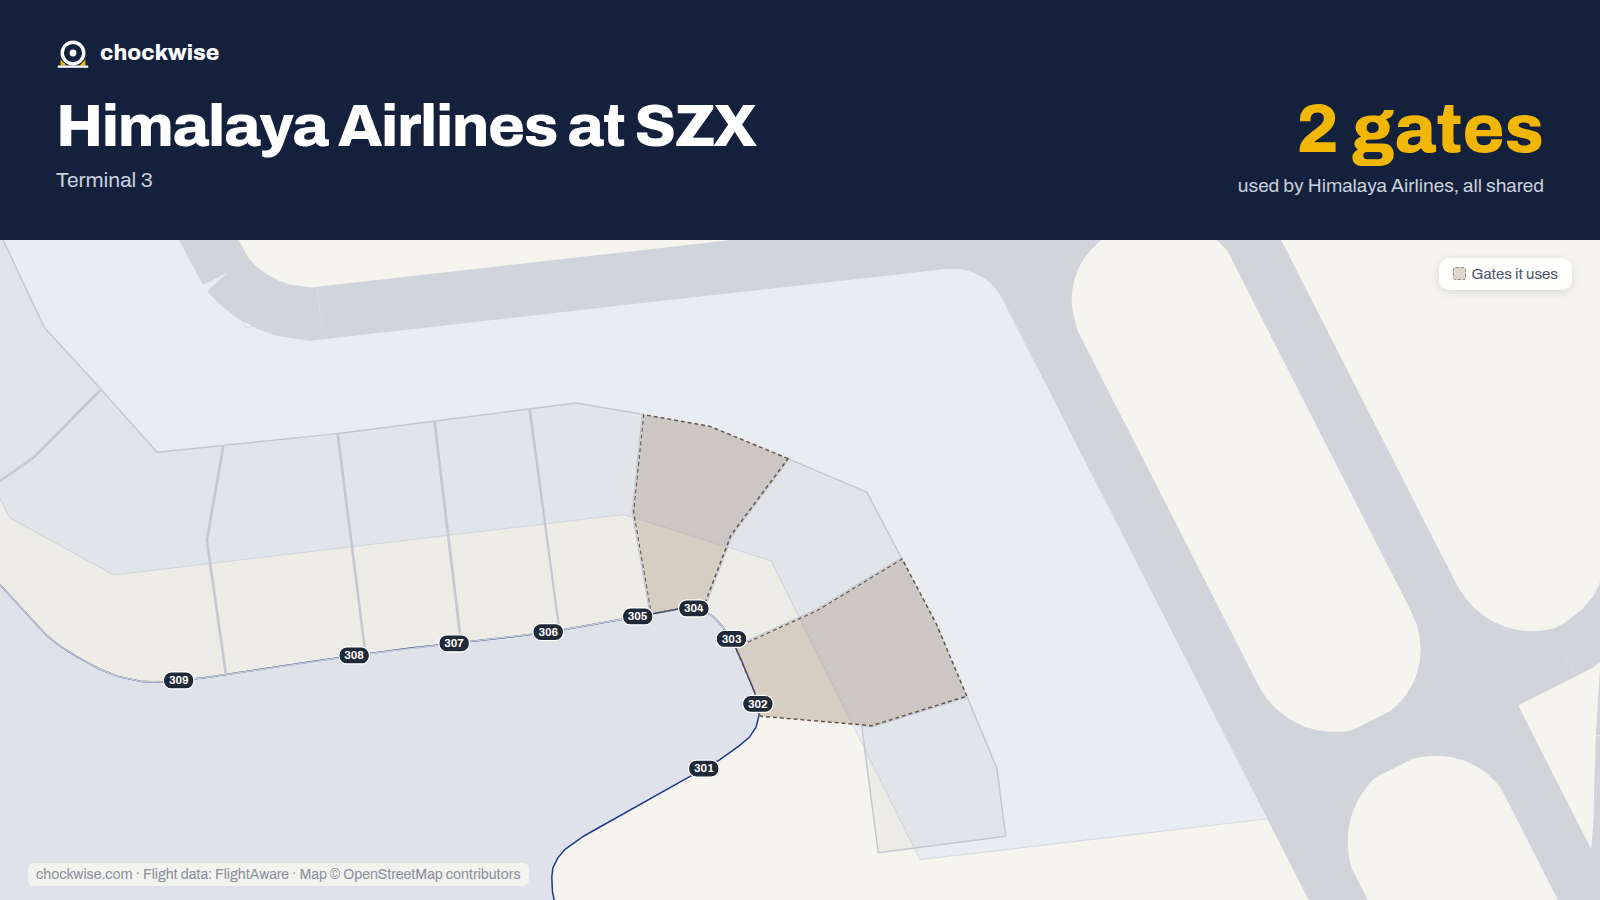 chockwise
Himalaya Airlines at SZX
Terminal 3
2 gates
used by Himalaya Airlines, all shared
Gates it uses
305
304
303
306
307
308
309
302
301
chockwise.com · Flight data: FlightAware · Map © OpenStreetMap contributors